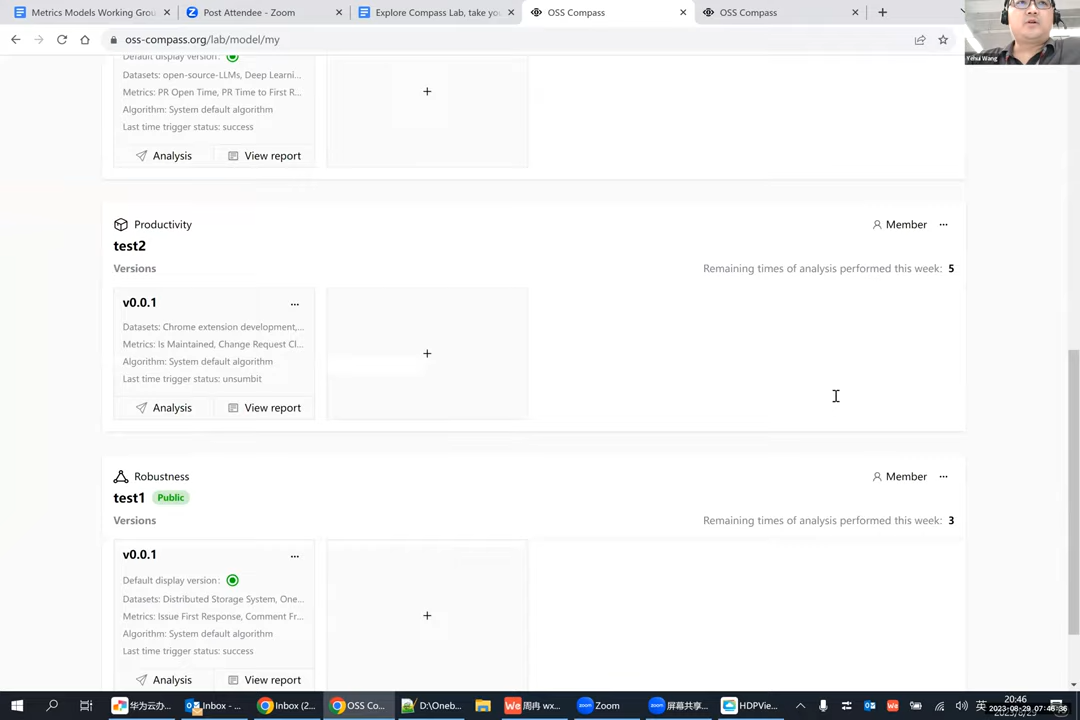 Metrics Models Working Grou
Post Attendee - Zoom
Explore Compass Lab, take you
OSS Compass
OSS Compass
oss-compass.org/lab/model/my
Yehui Wang
Default display version:
Datasets: open-source-LLMs, Deep Learni...
Metrics: PR Open Time, PR Time to First R...
Algorithm: System default algorithm
Last time trigger status: success
Analysis
View report
Productivity
Member
test2
Versions
Remaining times of analysis performed this week: 5
v0.0.1
Datasets: Chrome extension development,...
Metrics: Is Maintained, Change Request Cl...
Algorithm: System default algorithm
Last time trigger status: unsumbit
Analysis
View report
Robustness
Member
test1 Public
Versions
Remaining times of analysis performed this week: 3
v0.0.1
Default display version:
Datasets: Distributed Storage System, One...
Metrics: Issue First Response, Comment Fr...
Algorithm: System default algorithm
Last time trigger status: success
Analysis
View report
华为云办...
Inbox - ...
Inbox (2...
OSS Co...
D:\Oneb...
周冉 wx...
Zoom
屏幕共享...
HDPVie...
英
20:46
2023-08-29 07:46:36